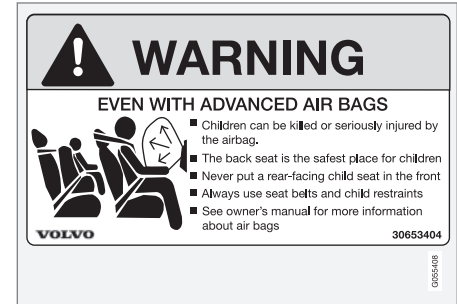 WARNING
EVEN WITH ADVANCED AIR BAGS
■ Children can be killed or seriously injured by
the airbag.
■ The back seat is the safest place for children
■ Never put a rear-facing child seat in the front
■ Always use seat belts and child restraints
■ See owner's manual for more information
about air bags
VOLVO
30653404
G055408